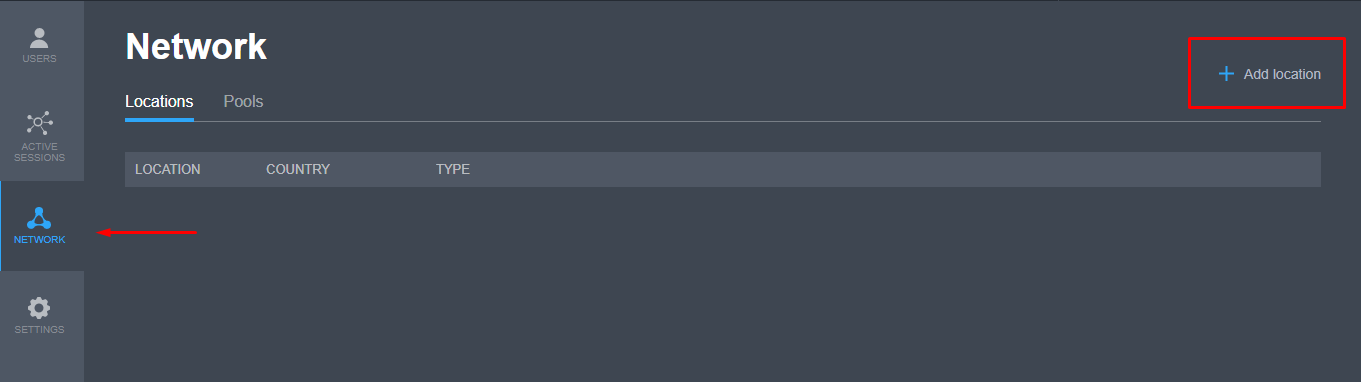 USERS
ACTIVE
SESSIONS
NETWORK
SETTINGS
Network
Add location
Locations Pools
LOCATION COUNTRY TYPE